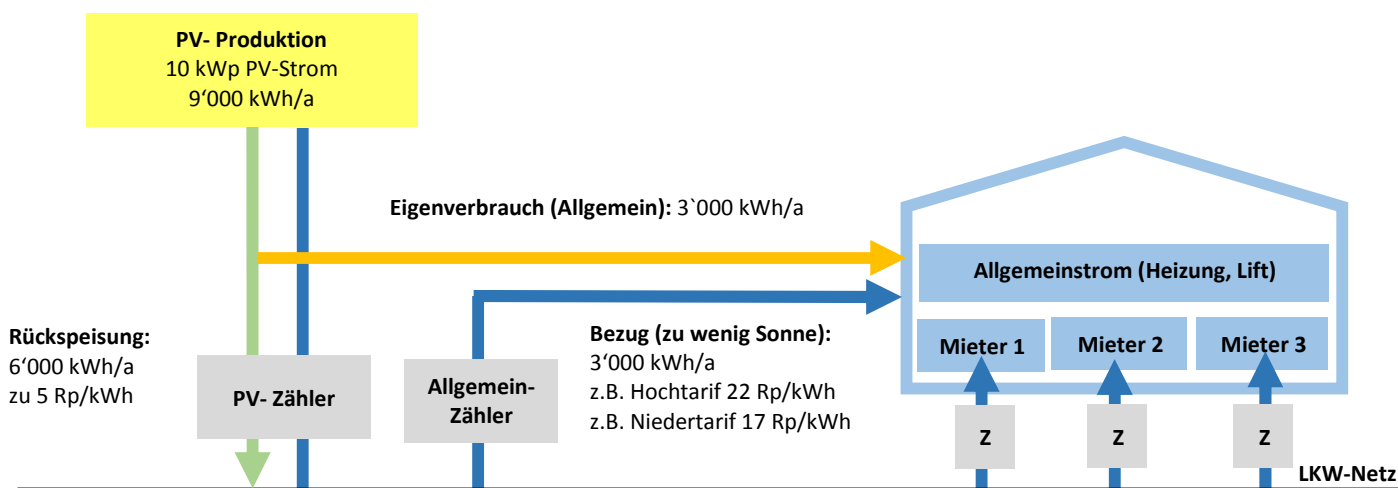 PV- Produktion
10 kWp PV-Strom
9‘000 kWh/a
Eigenverbrauch (Allgemein): 3`000 kWh/a
Allgemeinstrom (Heizung, Lift)
Mieter 1
Mieter 2
Mieter 3
Rückspeisung:
6‘000 kWh/a
zu 5 Rp/kWh
PV- Zähler
Allgemein-
Zähler
Bezug (zu wenig Sonne):
3‘000 kWh/a
z.B. Hochtarif 22 Rp/kWh
z.B. Niedertarif 17 Rp/kWh
Z
Z
Z
LKW-Netz